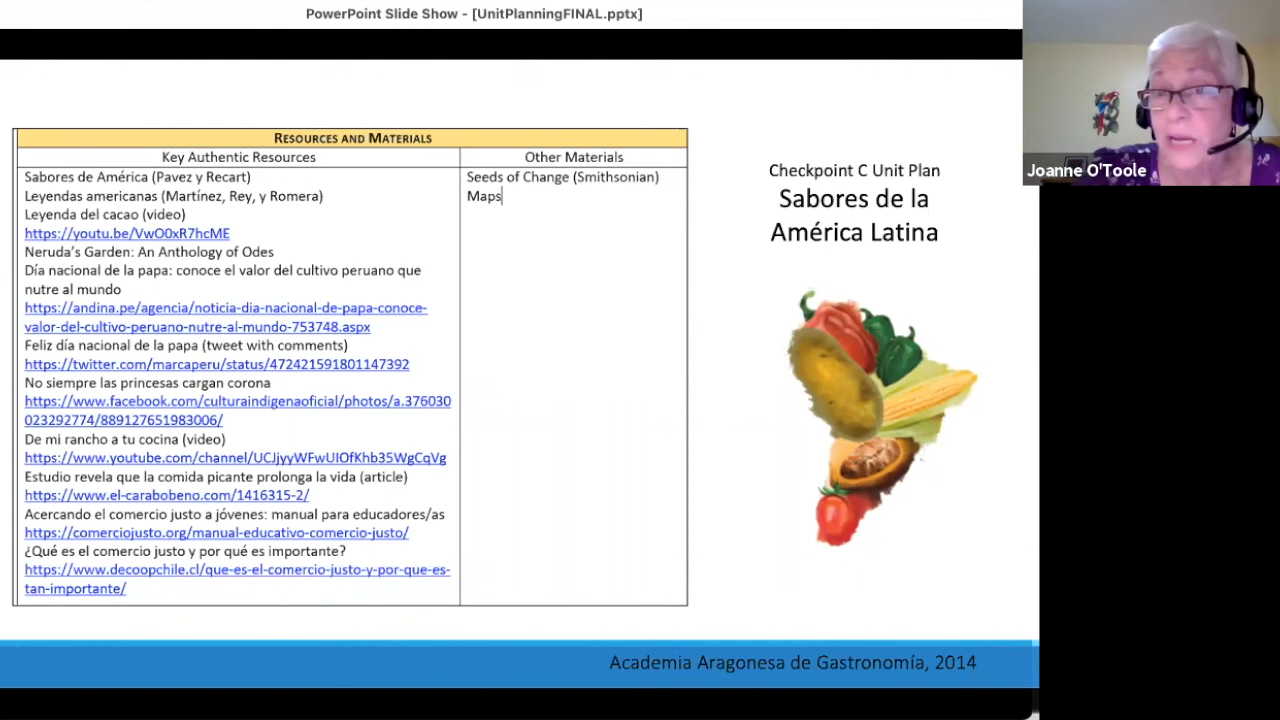 PowerPoint Slide Show - [UnitPlanningFINAL.pptx]
RESOURCES AND MATERIALS
Key Authentic Resources
Other Materials
Sabores de América (Pavez y Recart)
Leyendas americanas (Martínez, Rey, y Romera)
Leyenda del cacao (video)
https://youtu.be/VwO0xR7hcME
Neruda's Garden: An Anthology of Odes
Día nacional de la papa: conoce el valor del cultivo peruano que
nutre al mundo
https://andina.pe/agencia/noticia-dia-nacional-de-papa-conoce-
valor-del-cultivo-peruano-nutre-al-mundo-753748.aspx
Feliz día nacional de la papa (tweet with comments)
https://twitter.com/marcaperu/status/472421591801147392
No siempre las princesas cargan corona
https://www.facebook.com/culturaindigenaoficial/photos/a.376030
023292774/889127651983006/
De mi rancho a tu cocina (video)
https://www.youtube.com/channel/UCJjyyWFwUIOfKhb35WgCqVg
Estudio revela que la comida picante prolonga la vida (article)
https://www.el-carabobeno.com/1416315-2/
Acercando el comercio justo a jóvenes: manual para educadores/as
https://comerciojusto.org/manual-educativo-comercio-justo/
¿Qué es el comercio justo y por qué es importante?
https://www.decoopchile.cl/que-es-el-comercio-justo-y-por-que-es-
tan-importante/
Seeds of Change (Smithsonian)
Maps
Checkpoint C Unit Plan
Sabores de la
América Latina
Academia Aragonesa de Gastronomía, 2014
Joanne O'Toole